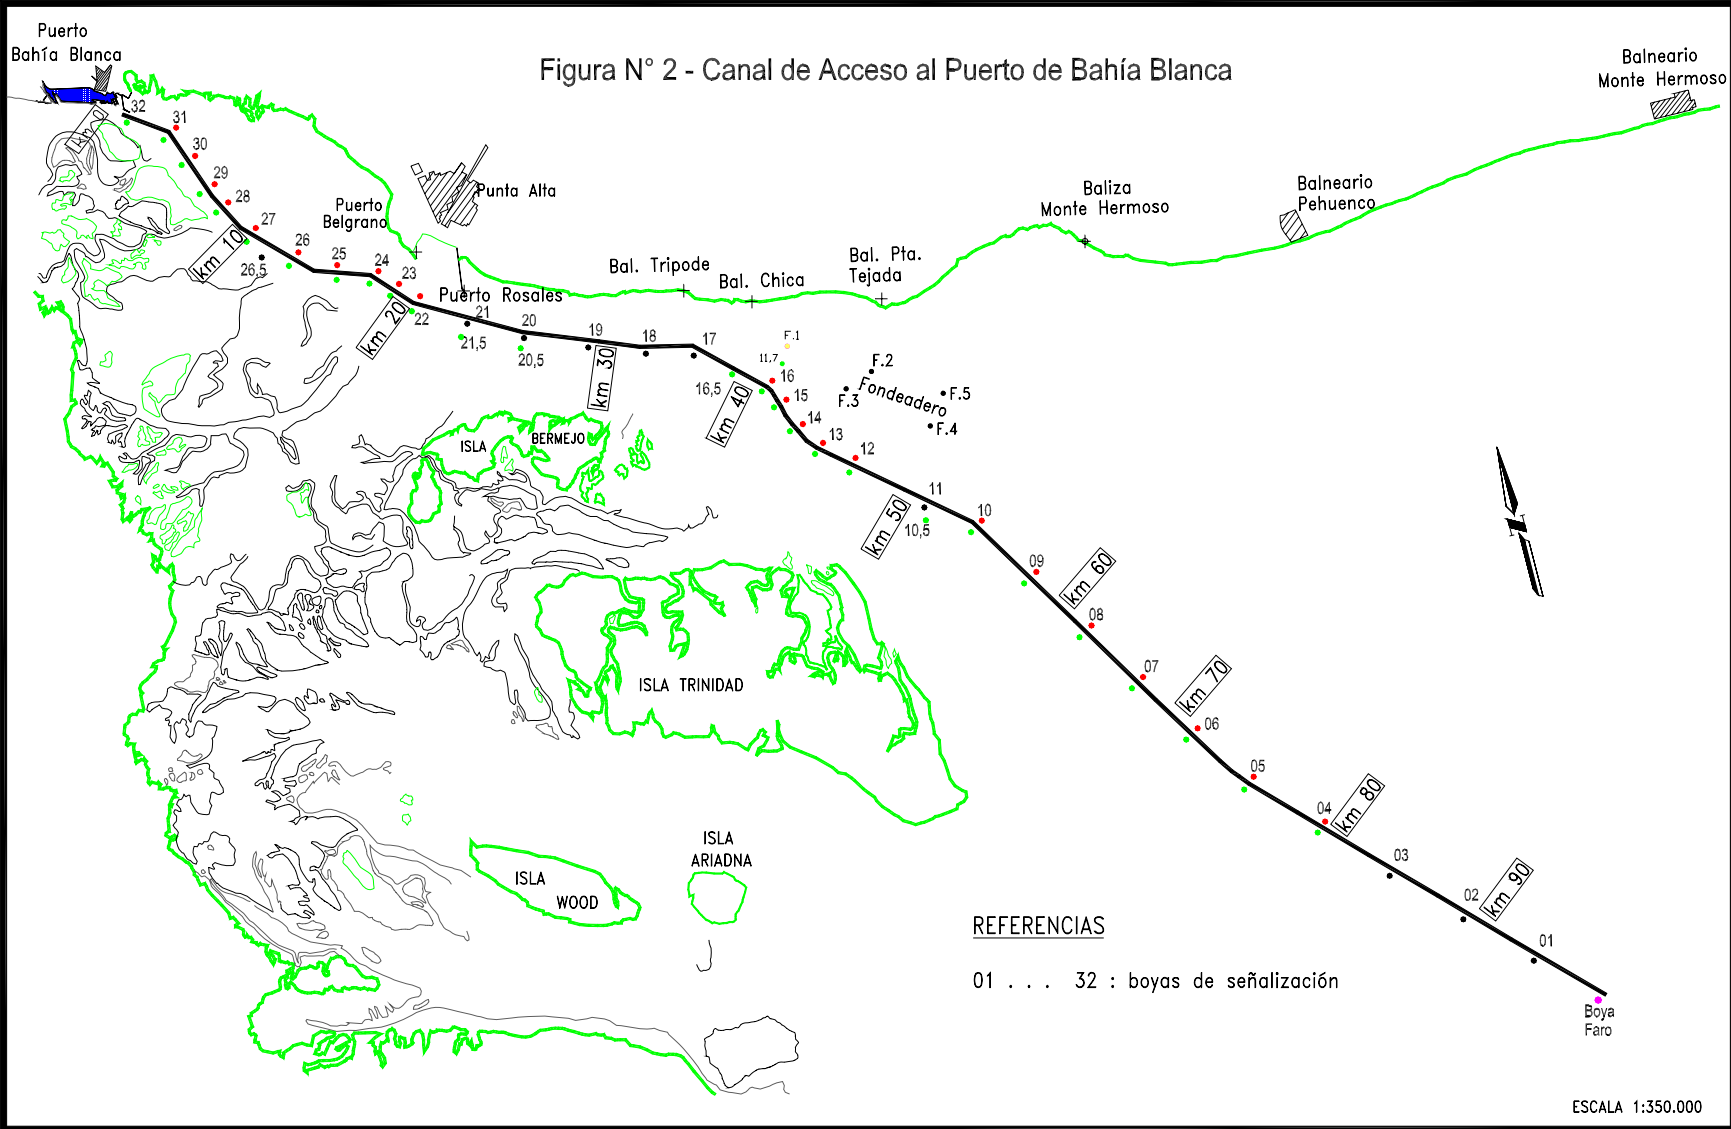 Puerto
Bahía Blanca
Figura N° 2 - Canal de Acceso al Puerto de Bahía Blanca
Balneario
Monte Hermoso
km 0
32
31
30
29
28
27
26,5
26
25
24
23
22
km 10
km 20
Puerto
Belgrano
Punta Alta
Puerto Rosales
21
21,5
20
20,5
19
18
17
km 30
Bal. Tripode
Bal. Chica
Bal. Pta.
Tejada
Baliza
Monte Hermoso
Balneario
Pehuenco
F.1
11,7
16,5
16
15
14
13
12
km 40
F.2
F.3
Fondeadero
F.5
F.4
11
10,5
10
km 50
09
08
km 60
07
06
km 70
05
04
km 80
03
02
km 90
01
Boya
Faro
ISLA
BERMEJO
ISLA TRINIDAD
ISLA
WOOD
ISLA
ARIADNA
REFERENCIAS
01 . . . 32 : boyas de señalización
ESCALA 1:350.000